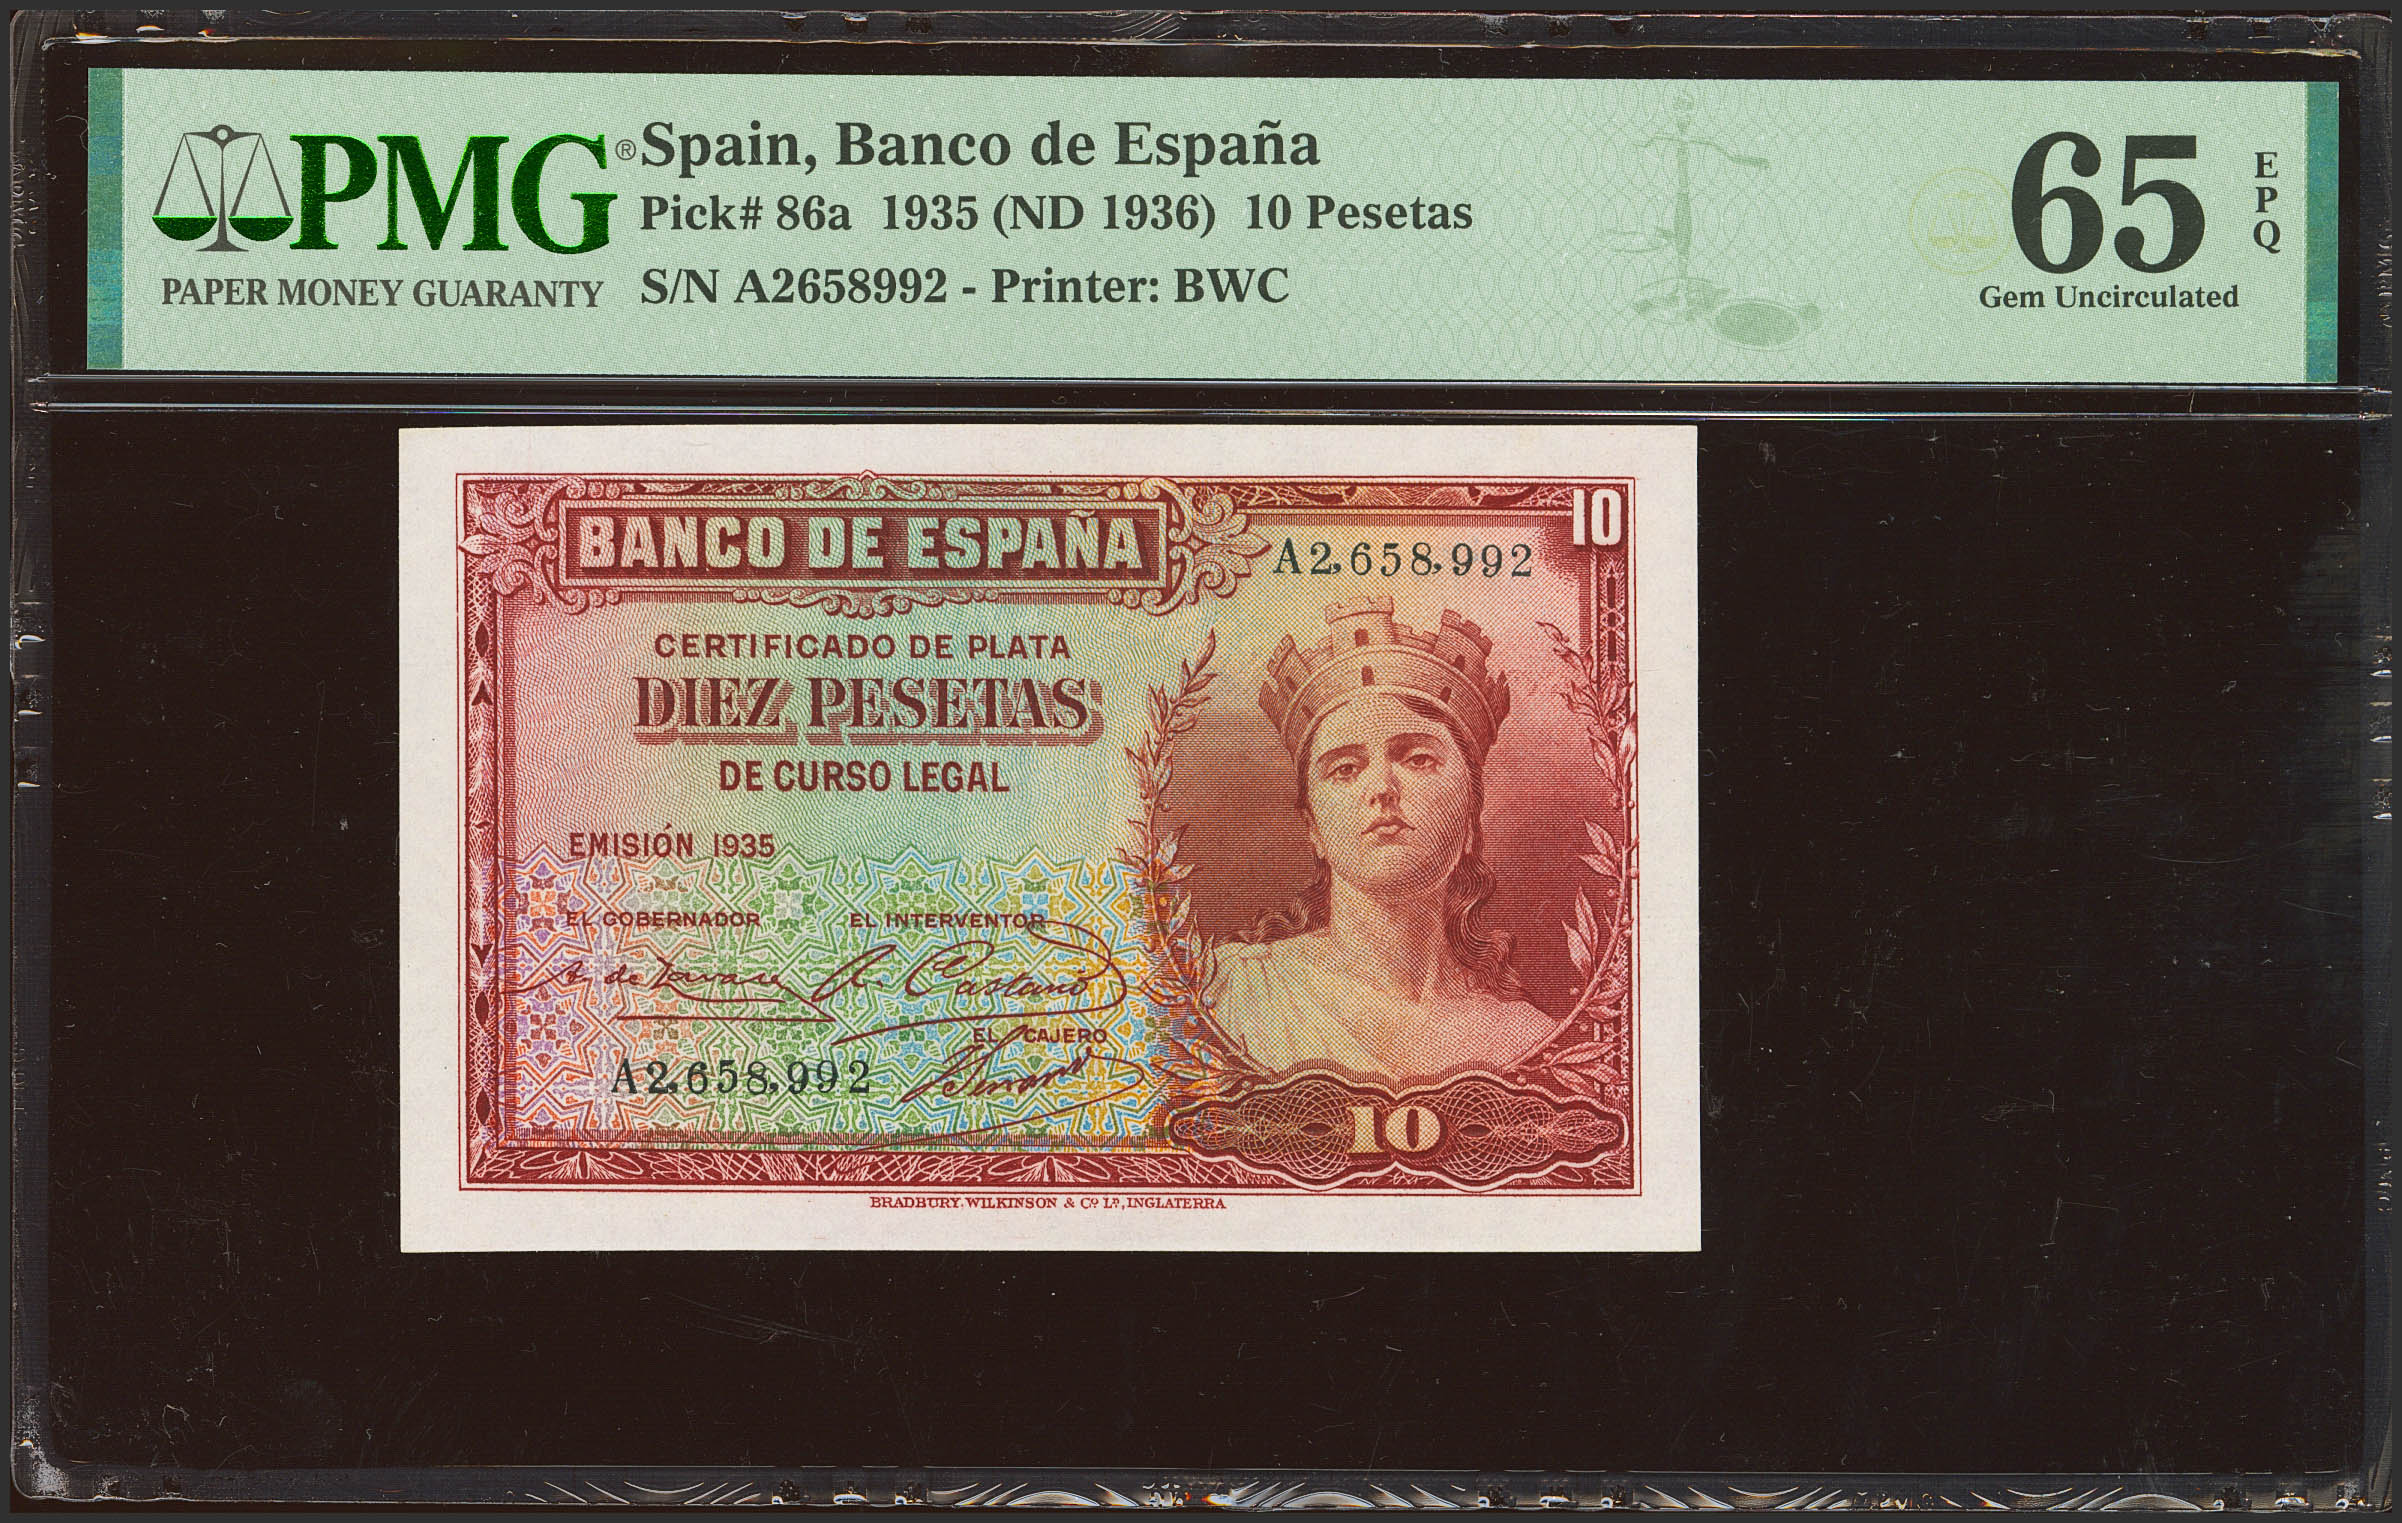 PMG®
PAPER MONEY GUARANTY
Spain, Banco de España
Pick# 86a 1935 (ND 1936) 10 Pesetas
S/N A2658992 - Printer: BWC
65
EPQ
Gem Uncirculated
BANCO DE ESPAÑA
10
A2,658,992
CERTIFICADO DE PLATA
DIEZ PESETAS
DE CURSO LEGAL
EMISIÓN 1935
EL GOBERNADOR EL INTERVENTOR
A. Castaño
EL CAJERO
A2,658,992
10
BRADBURY, WILKINSON & Cº Lᴰ, INGLATERRA